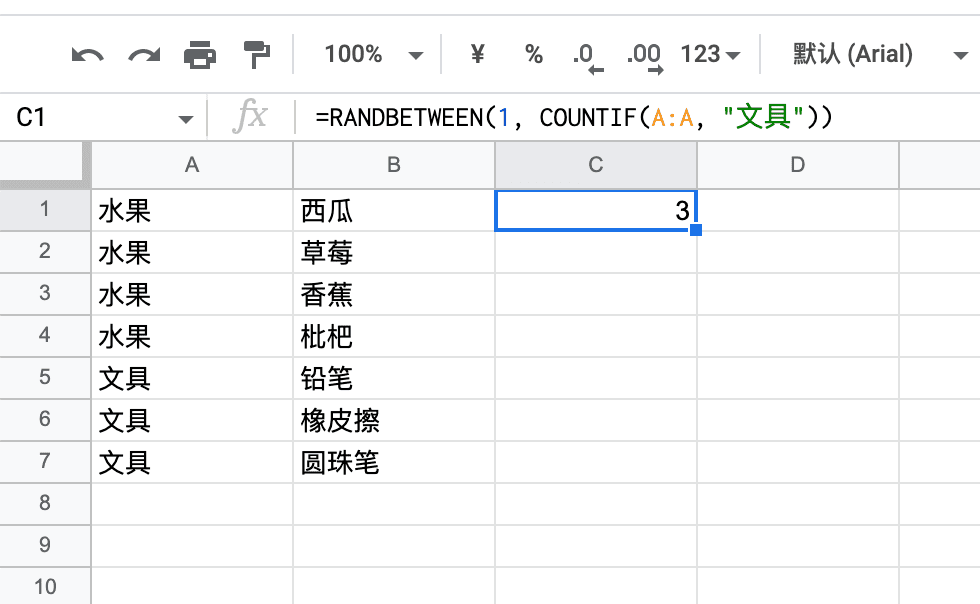 100% ¥ % .0 .00 123 默认 (Arial)
C1 fx =RANDBETWEEN(1, COUNTIF(A:A, "文具"))
A B C D
1 水果 西瓜 3
2 水果 草莓
3 水果 香蕉
4 水果 枇杷
5 文具 铅笔
6 文具 橡皮擦
7 文具 圆珠笔
8
9
10